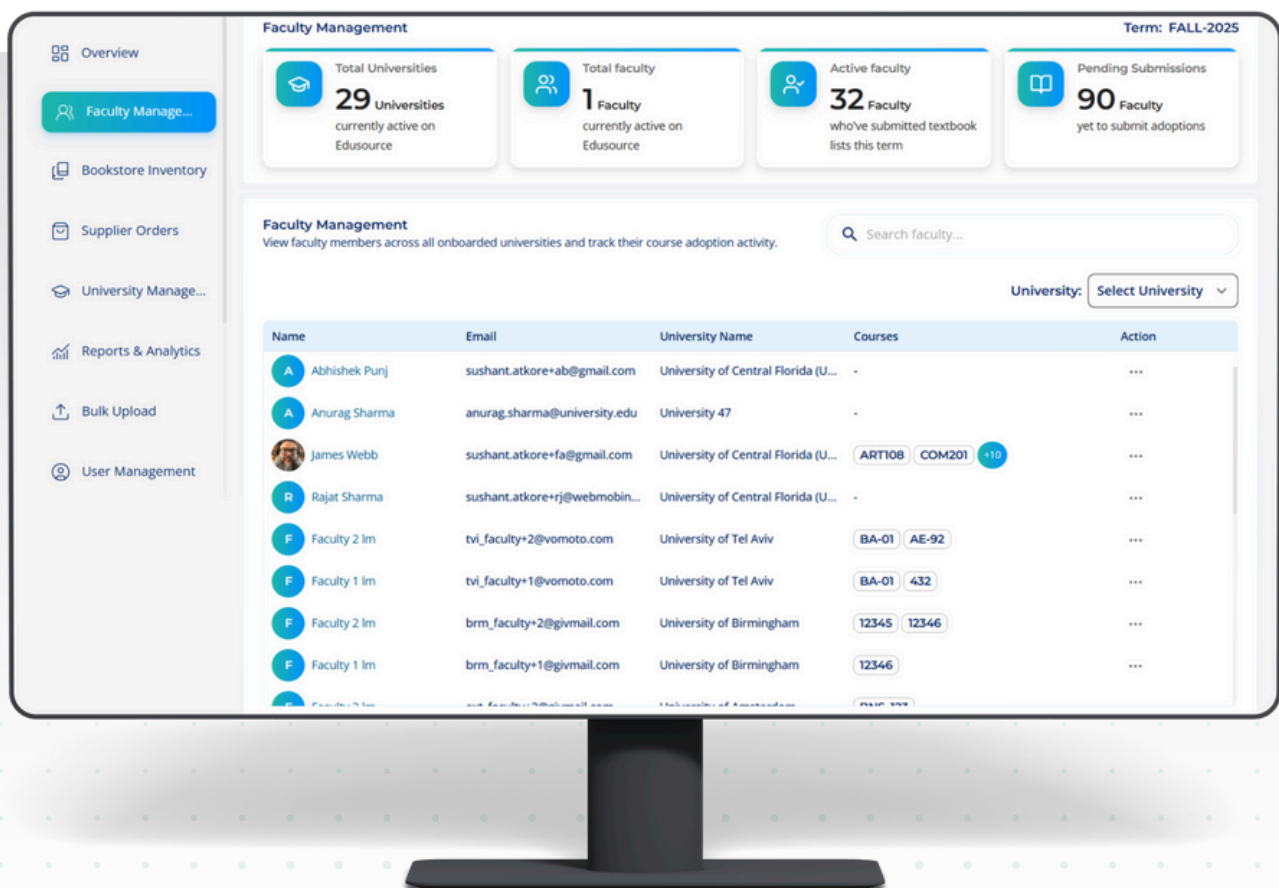 Overview
Faculty Manage...
Bookstore Inventory
Supplier Orders
University Manage...
Reports & Analytics
Bulk Upload
User Management
Faculty Management
Term: FALL-2025
Total Universities
29 Universities
currently active on
Edusource
Total faculty
1 Faculty
currently active on
Edusource
Active faculty
32 Faculty
who've submitted textbook
lists this term
Pending Submissions
90 Faculty
yet to submit adoptions
Faculty Management
View faculty members across all onboarded universities and track their course adoption activity.
Search faculty...
University: Select University
Name Email University Name Courses Action
A Abhishek Punj sushant.atkore+ab@gmail.com University of Central Florida (U... - ...
A Anurag Sharma anurag.sharma@university.edu University 47 - ...
James Webb sushant.atkore+fa@gmail.com University of Central Florida (U... ART108 COM201 +10 ...
R Rajat Sharma sushant.atkore+rj@webmobin... University of Central Florida (U... - ...
F Faculty 2 lm tvi_faculty+2@vomoto.com University of Tel Aviv BA-01 AE-92 ...
F Faculty 1 lm tvi_faculty+1@vomoto.com University of Tel Aviv BA-01 432 ...
F Faculty 2 lm brm_faculty+2@givmail.com University of Birmingham 12345 12346 ...
F Faculty 1 lm brm_faculty+1@givmail.com University of Birmingham 12346 ...
University of Amsterdam